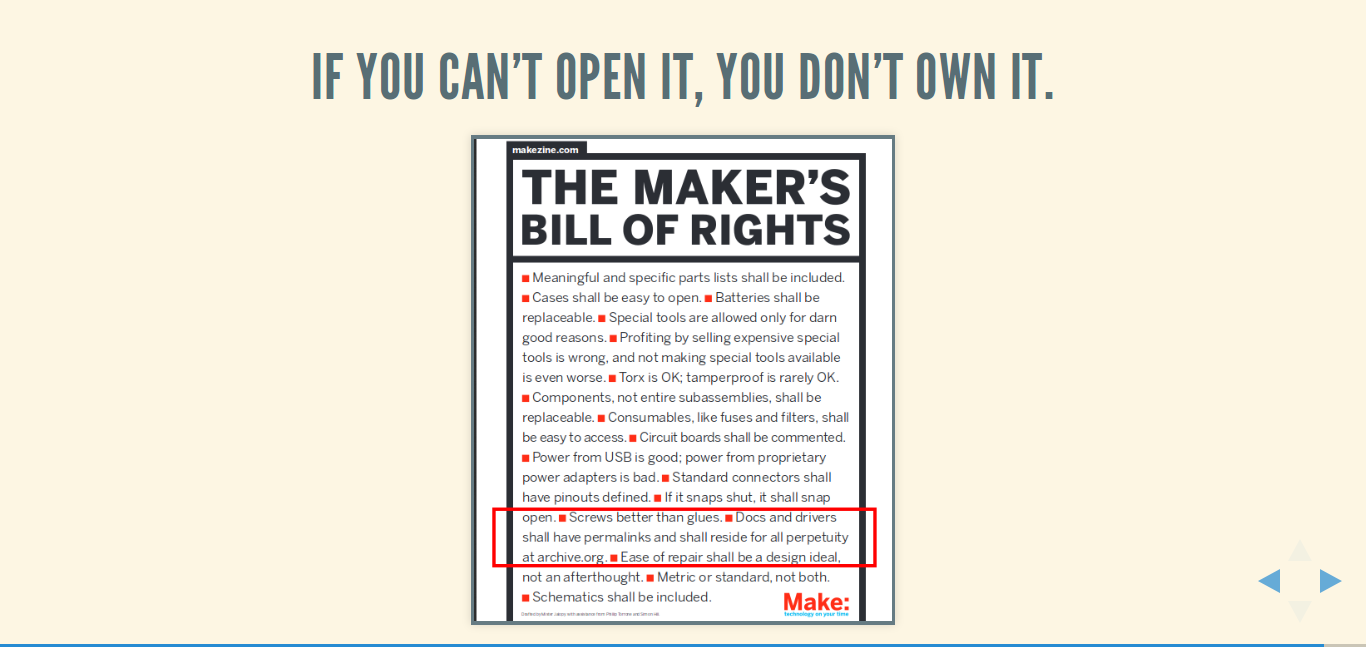 IF YOU CAN’T OPEN IT, YOU DON’T OWN IT.
makezine.com
THE MAKER’S
BILL OF RIGHTS
■ Meaningful and specific parts lists shall be included.
■ Cases shall be easy to open. ■ Batteries shall be
replaceable. ■ Special tools are allowed only for darn
good reasons. ■ Profiting by selling expensive special
tools is wrong, and not making special tools available
is even worse. ■ Torx is OK; tamperproof is rarely OK.
■ Components, not entire subassemblies, shall be
replaceable. ■ Consumables, like fuses and filters, shall
be easy to access. ■ Circuit boards shall be commented.
■ Power from USB is good; power from proprietary
power adapters is bad. ■ Standard connectors shall
have pinouts defined. ■ If it snaps shut, it shall snap
open. ■ Screws better than glues. ■ Docs and drivers
shall have permalinks and shall reside for all perpetuity
at archive.org. ■ Ease of repair shall be a design ideal,
not an afterthought. ■ Metric or standard, not both.
■ Schematics shall be included.
Make:
technology on your time